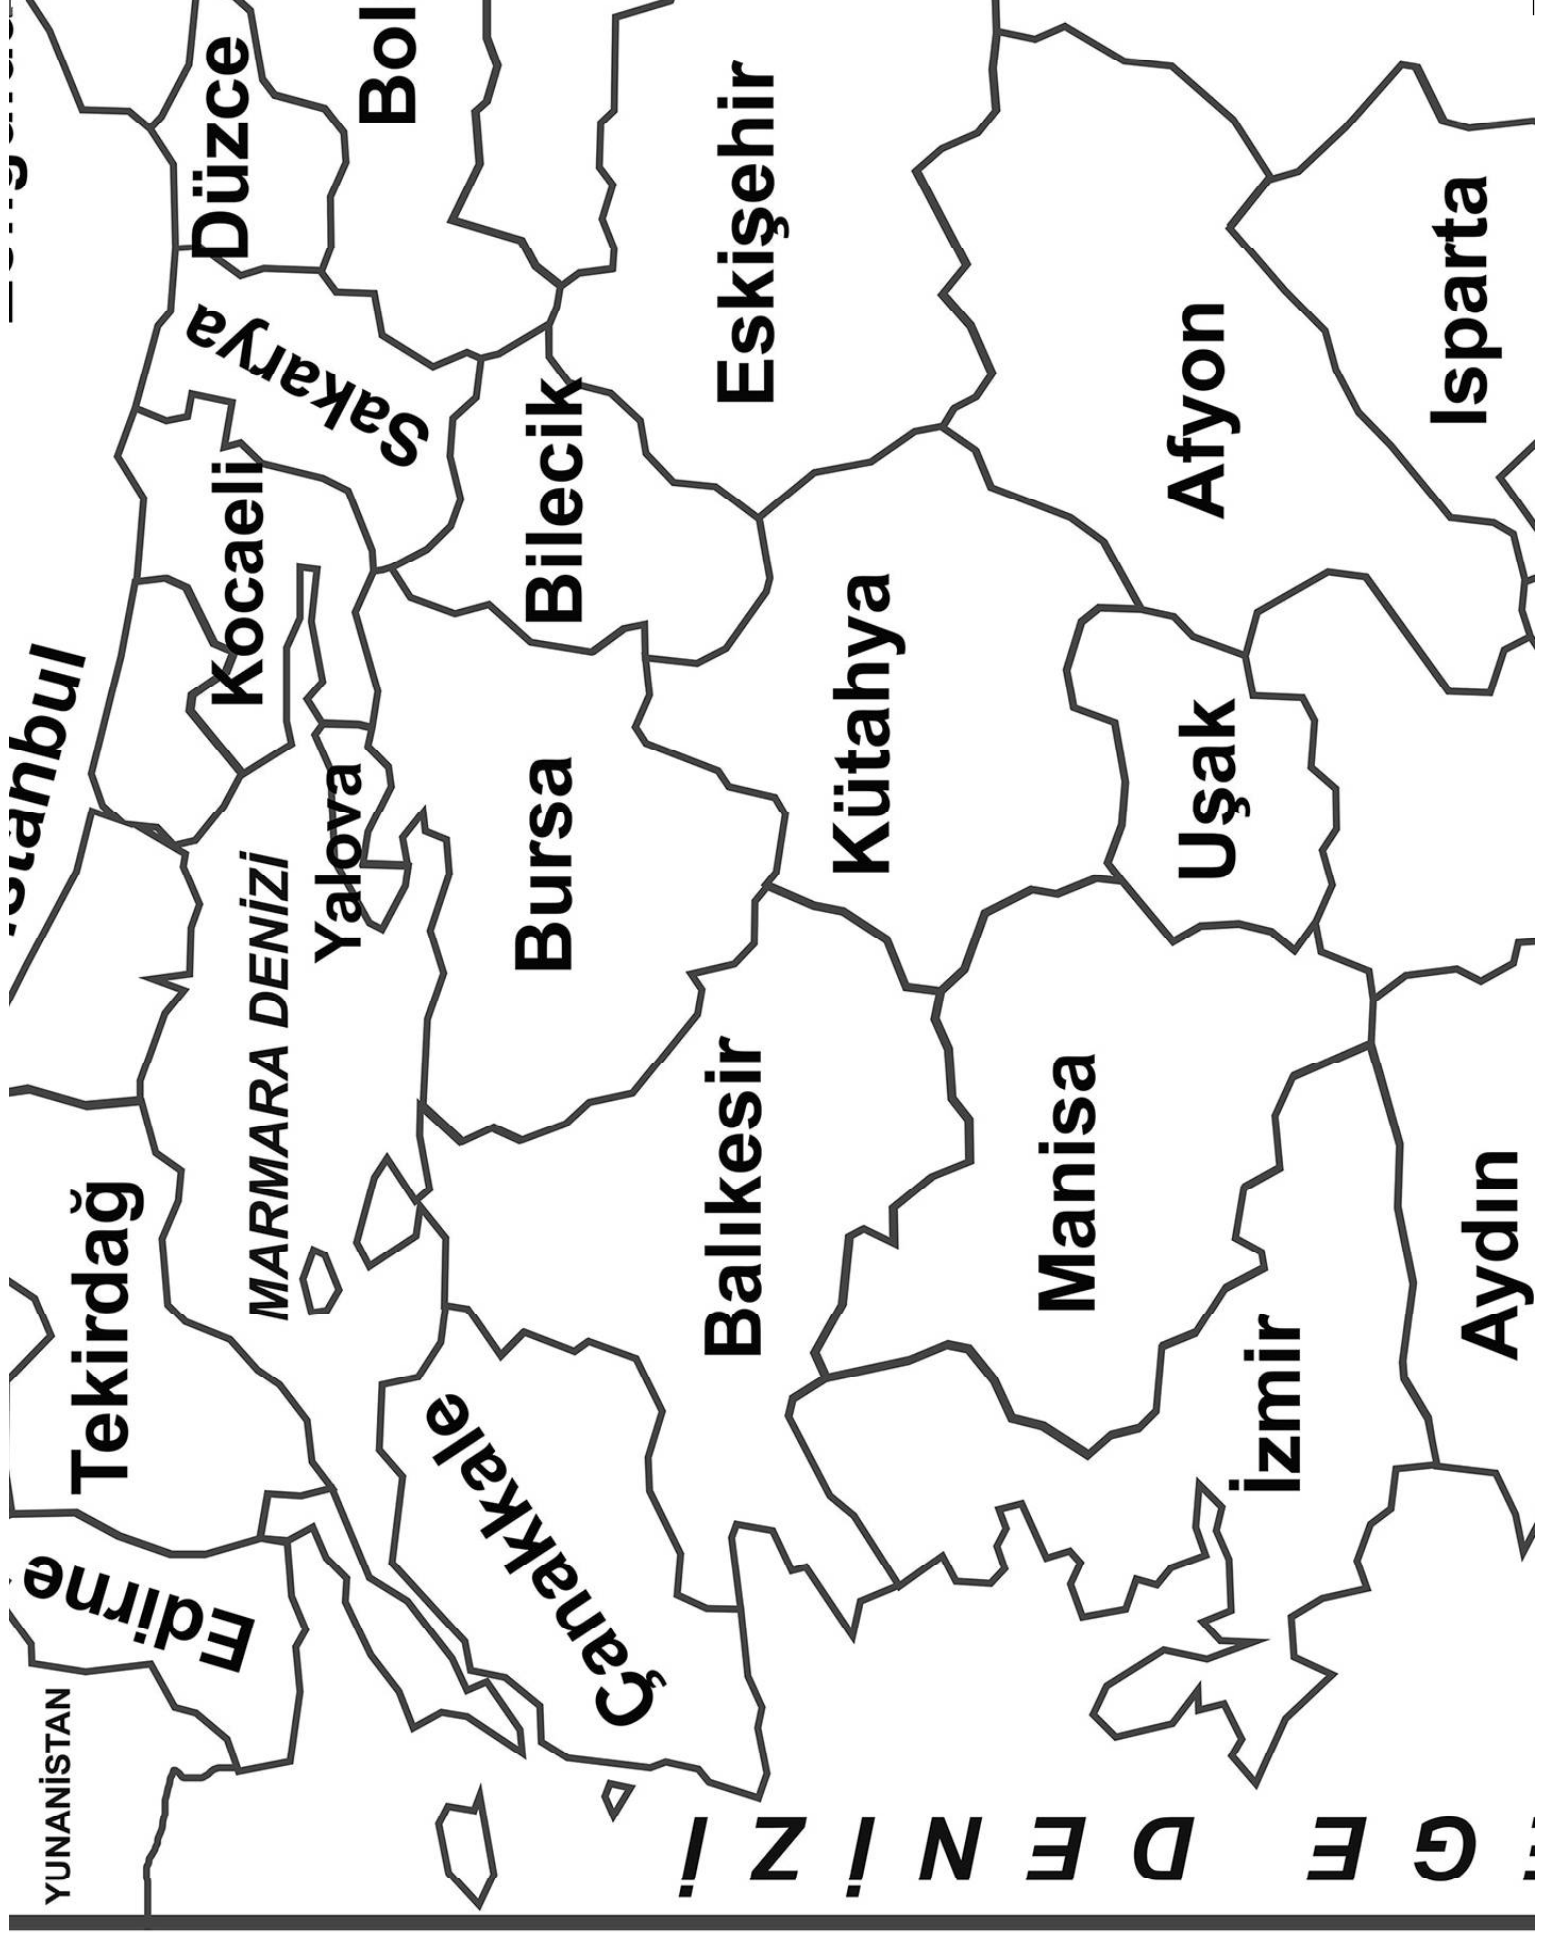 Düzce
Bol
Sakarya
Kocaeli
Bilecik
Eskişehir
Afyon
Isparta
Yalova
Bursa
Kütahya
Uşak
MARMARA DENİZİ
Tekirdağ
Balıkesir
Manisa
İzmir
Aydın
Edirne
Çanakkale
YUNANİSTAN
EGE DENİZİ